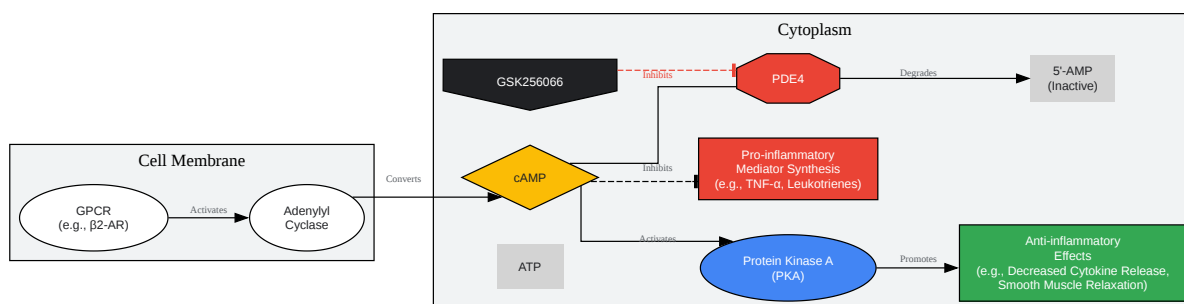 Cytoplasm
GSK256066
Inhibits
PDE4
Degrades
5'-AMP
(Inactive)
Cell Membrane
GPCR
(e.g., β2-AR)
Activates
Adenylyl
Cyclase
Converts
cAMP
Inhibits
Pro-inflammatory
Mediator Synthesis
(e.g., TNF-α, Leukotrienes)
ATP
Activates
Protein Kinase A
(PKA)
Promotes
Anti-inflammatory
Effects
(e.g., Decreased Cytokine Release,
Smooth Muscle Relaxation)